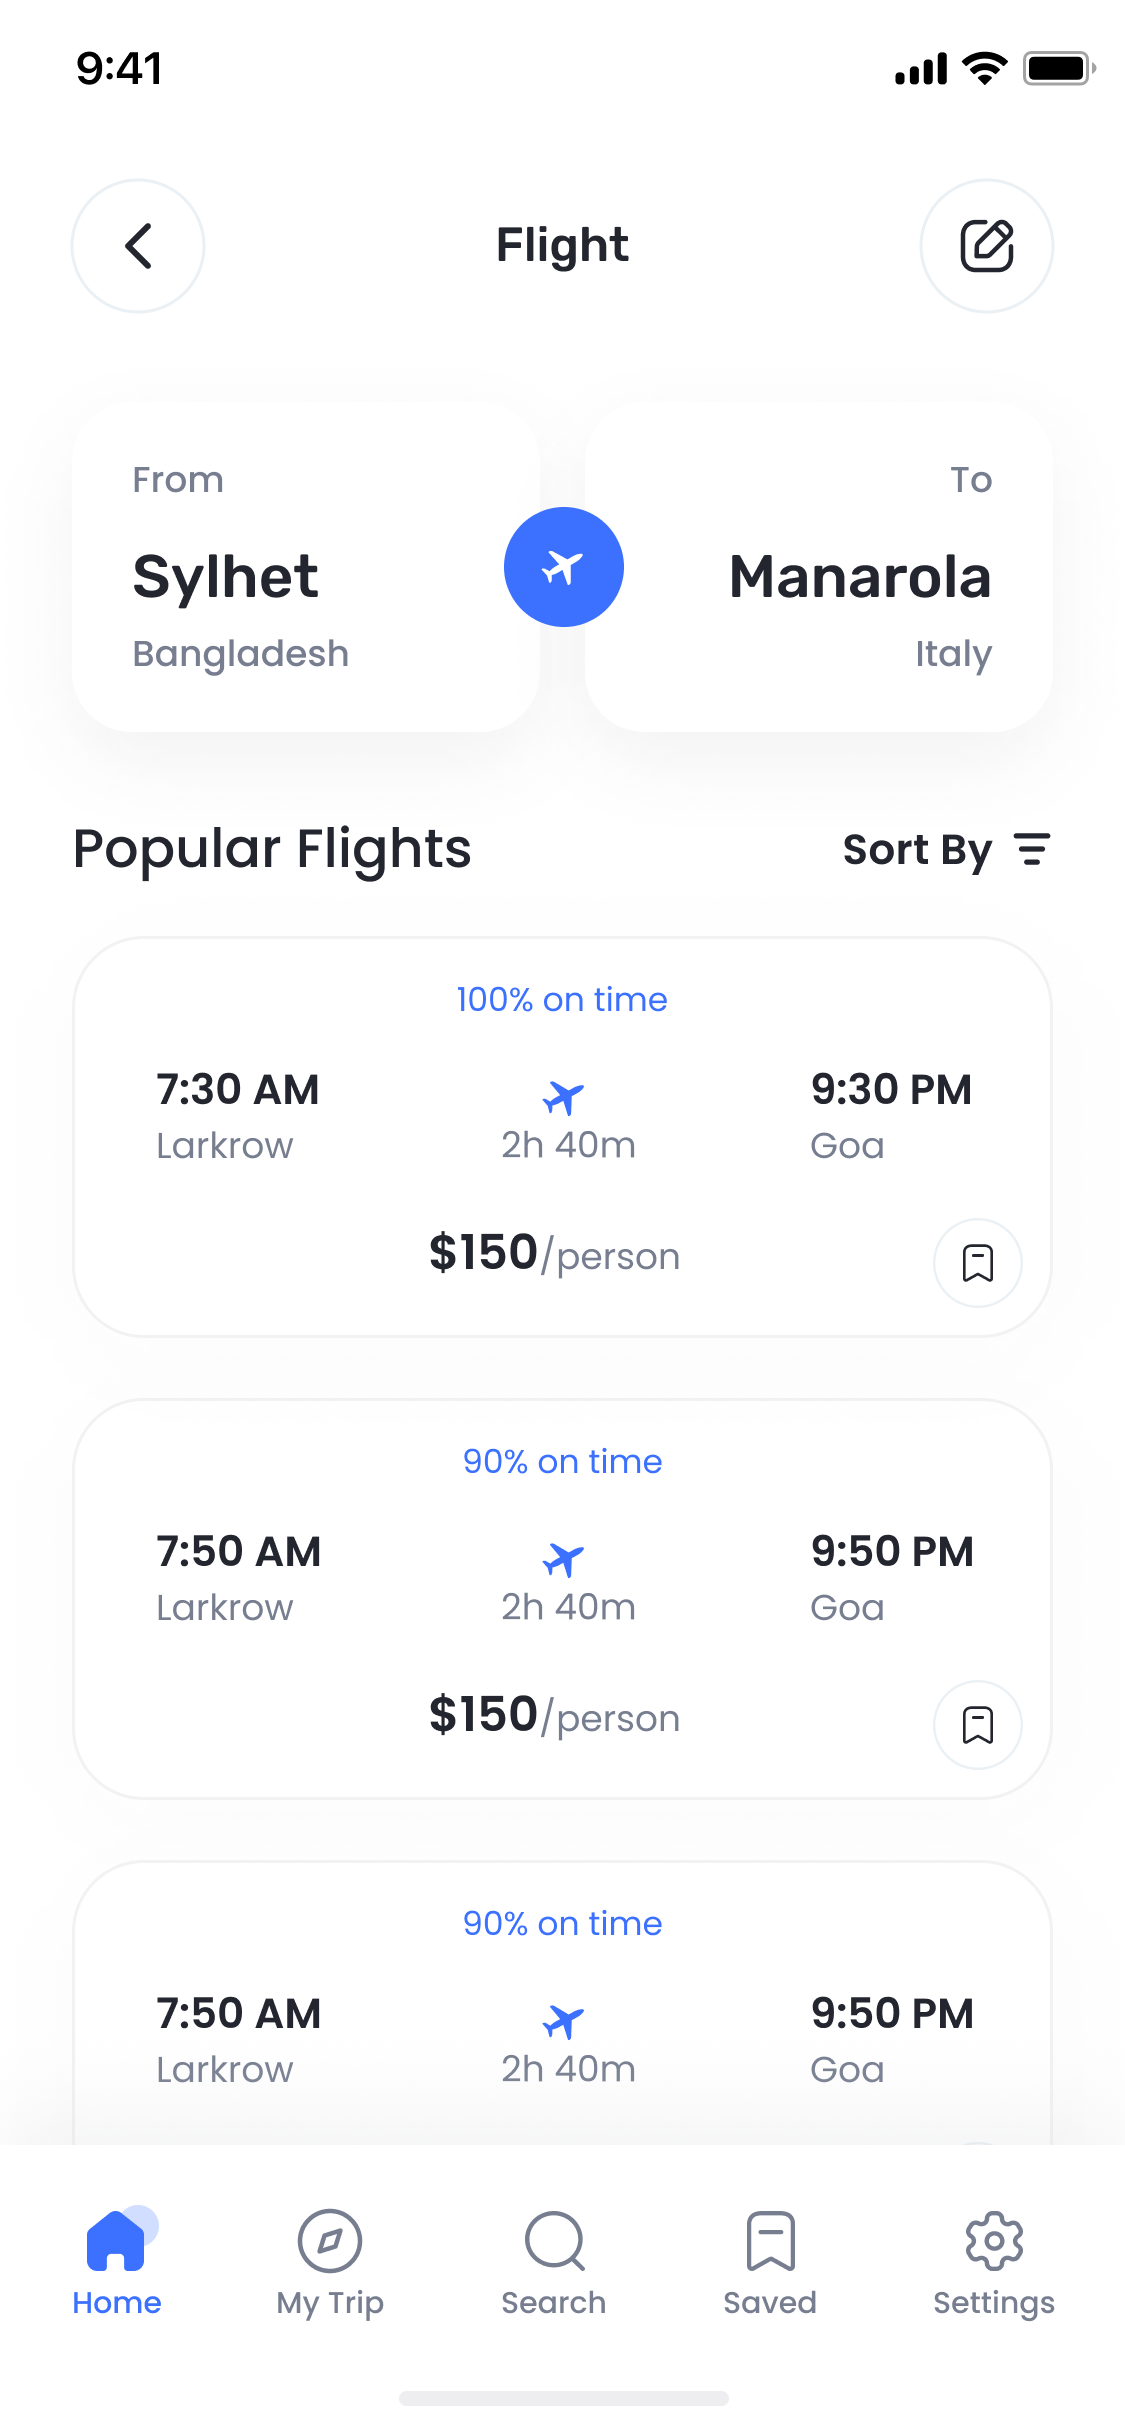 9:41
Flight
From
To
Sylhet
Manarola
Bangladesh
Italy
Popular Flights
Sort By
100% on time
7:30 AM
9:30 PM
Larkrow
2h 40m
Goa
$150/person
90% on time
7:50 AM
9:50 PM
Larkrow
2h 40m
Goa
$150/person
90% on time
7:50 AM
9:50 PM
Larkrow
2h 40m
Goa
Home
My Trip
Search
Saved
Settings